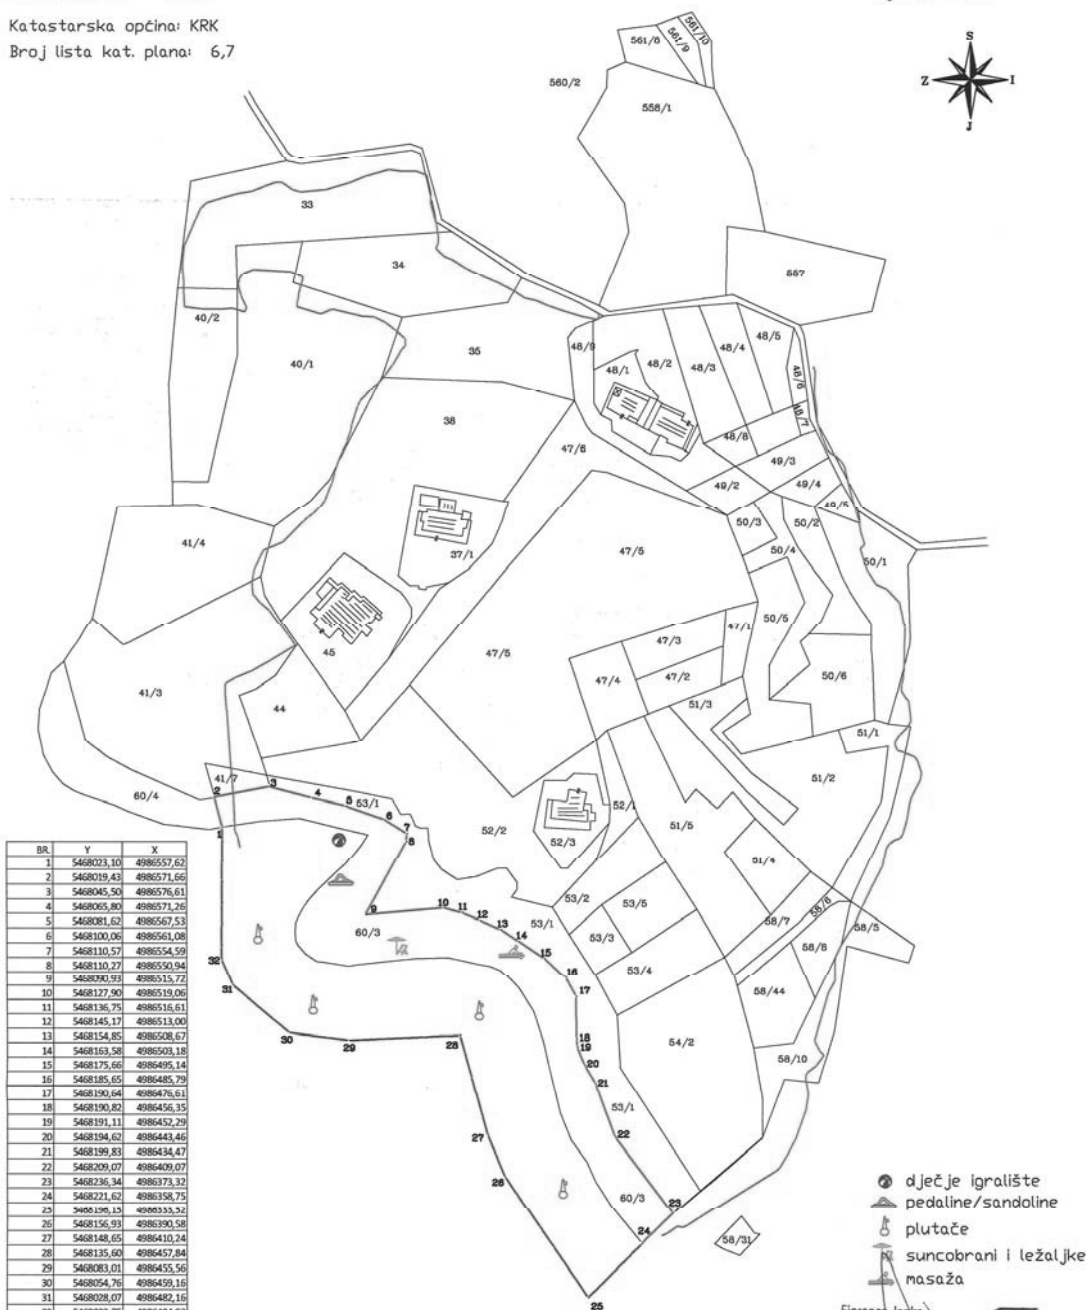 Katastarska općina: KRK
Broj lista kat. plana: 6,7
S
Z
I
J
561/6
561/9
561/10
560/2
558/1
557
33
34
35
40/2
40/1
38
48/9
48/1
48/2
48/3
48/4
48/5
48/6
48/7
48/8
47/6
49/3
49/2
49/4
49/5
41/4
37/1
47/5
50/3
50/2
50/4
50/1
45
50/5
47/1
47/3
47/5
47/4
47/2
50/6
41/3
44
51/3
51/1
51/2
41/7
60/4
53/1
52/1
52/2
52/3
51/5
51/4
53/2
53/5
53/1
53/3
53/4
58/7
58/6
58/5
58/8
60/3
58/44
54/2
58/10
53/1
60/3
58/31
1
2
3
4
5
6
7
8
9
10
11
12
13
14
15
16
17
18
19
20
21
22
23
24
25
26
27
28
29
30
31
32
BR. Y X
1 5468023,10 4986557,62
2 5468019,43 4986571,66
3 5468045,50 4986576,61
4 5468065,80 4986571,26
5 5468081,62 4986567,53
6 5468100,06 4986561,08
7 5468110,57 4986554,59
8 5468110,27 4986550,94
9 5468090,93 4986515,72
10 5468127,90 4986519,06
11 5468136,75 4986516,61
12 5468145,17 4986513,00
13 5468154,85 4986508,67
14 5468163,58 4986503,18
15 5468175,66 4986495,14
16 5468185,65 4986485,79
17 5468190,64 4986476,61
18 5468190,82 4986456,35
19 5468191,11 4986452,29
20 5468194,62 4986443,46
21 5468199,83 4986434,47
22 5468209,07 4986409,07
23 5468236,34 4986373,32
24 5468221,62 4986358,75
25 5468196,15 4986333,52
26 5468156,93 4986390,58
27 5468148,65 4986410,24
28 5468135,60 4986457,84
29 5468083,01 4986455,56
30 5468054,76 4986459,16
31 5468028,07 4986482,16
dječje igralište
pedaline/sandoline
plutače
suncobrani i ležaljke
masaža